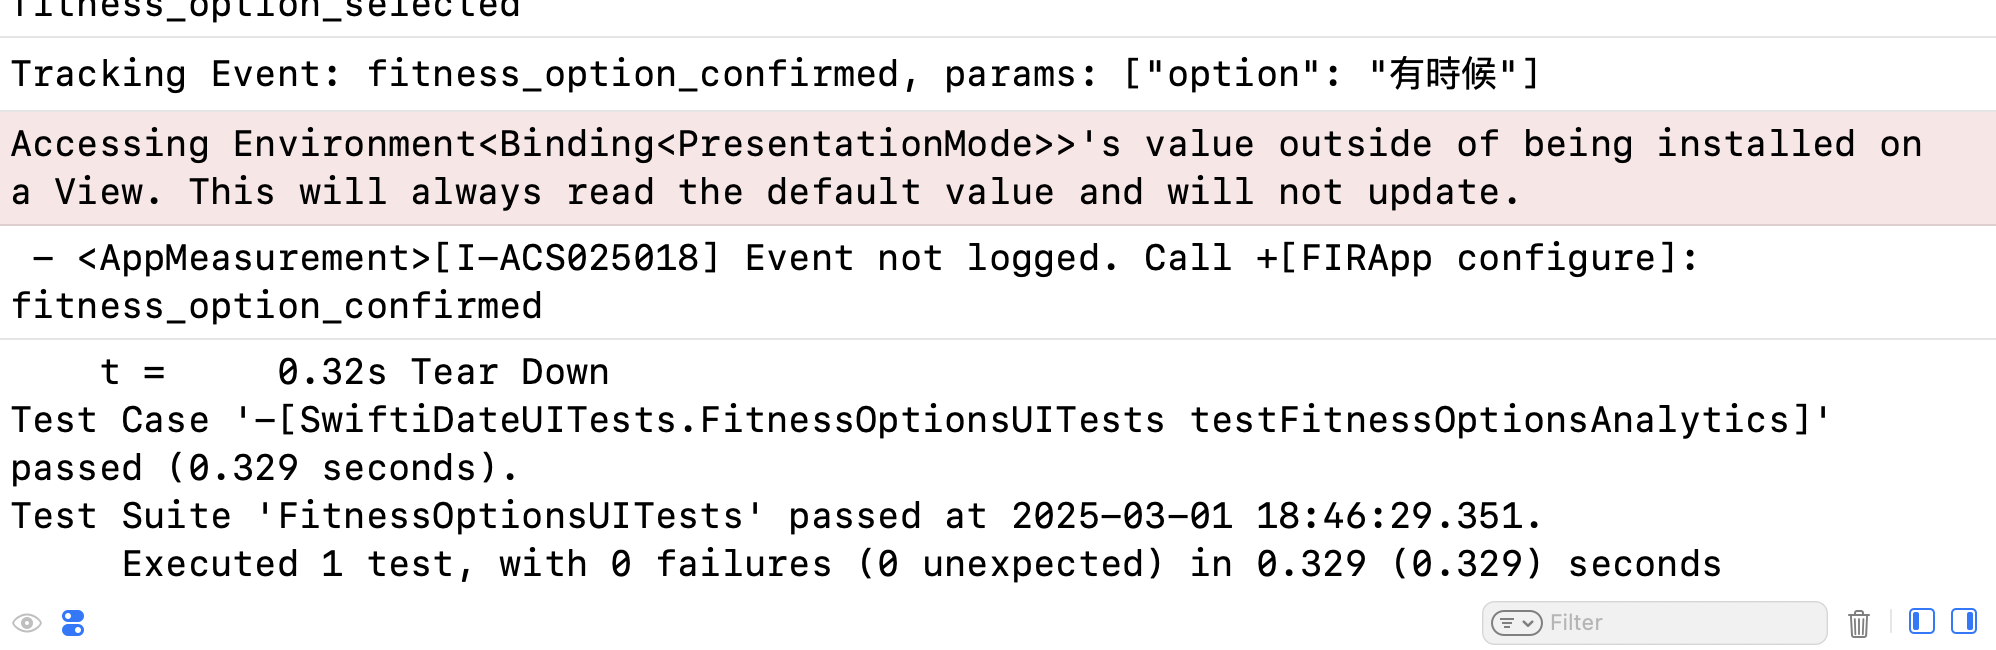 fitness_option_selected
Tracking Event: fitness_option_confirmed, params: ["option": "有時候"]
Accessing Environment<Binding<PresentationMode>>'s value outside of being installed on
a View. This will always read the default value and will not update.
 - <AppMeasurement>[I-ACS025018] Event not logged. Call +[FIRApp configure]:
fitness_option_confirmed
    t =     0.32s Tear Down
Test Case '-[SwiftiDateUITests.FitnessOptionsUITests testFitnessOptionsAnalytics]'
passed (0.329 seconds).
Test Suite 'FitnessOptionsUITests' passed at 2025-03-01 18:46:29.351.
     Executed 1 test, with 0 failures (0 unexpected) in 0.329 (0.329) seconds
Filter